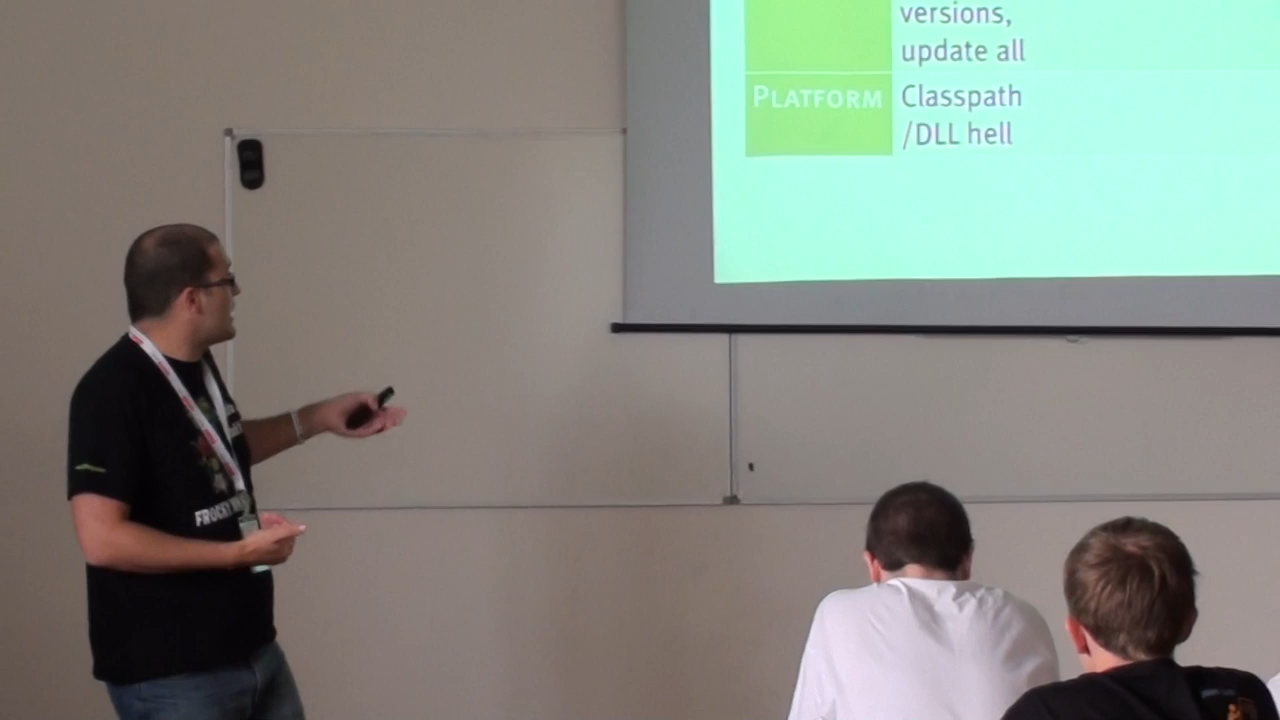 versions,
update all
PLATFORM
Classpath
/DLL hell